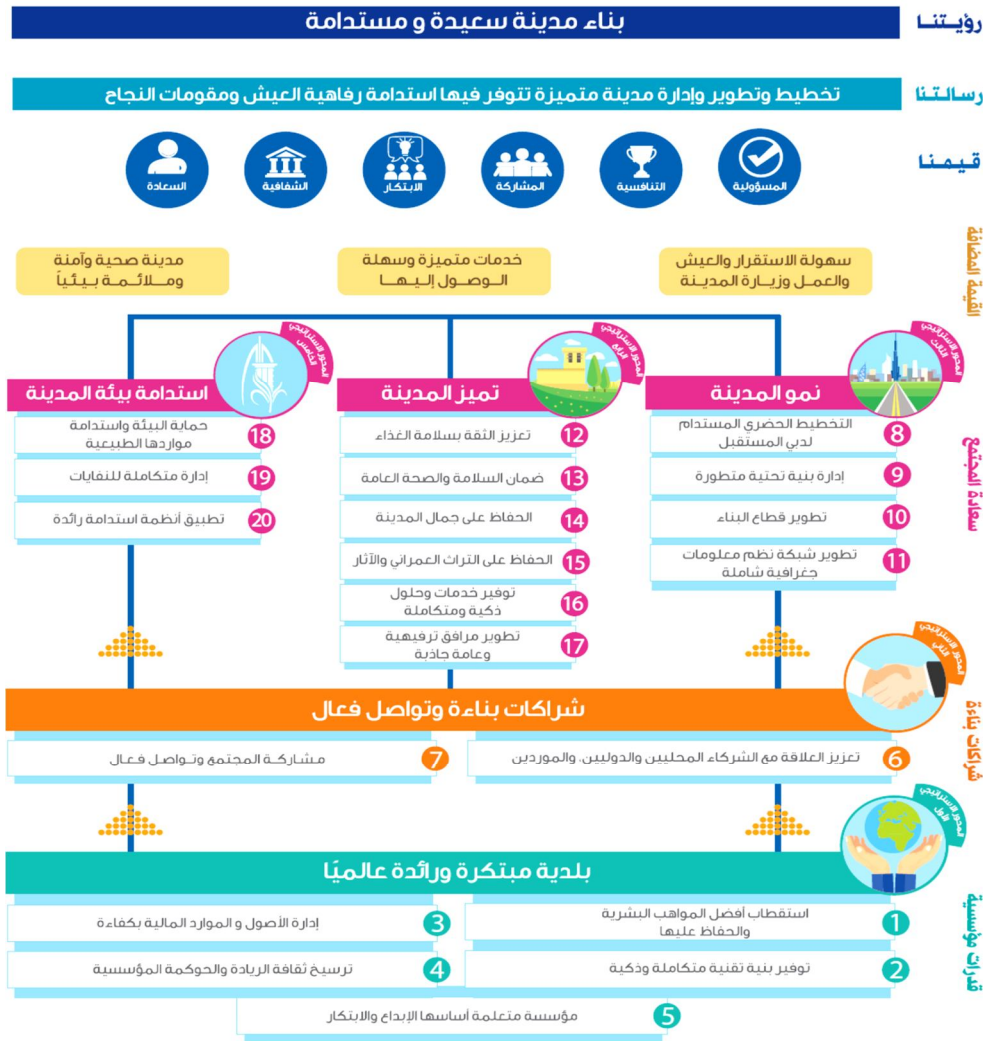 رؤيتنا
بناء مدينة سعيدة و مستدامة
رسالتنا
تخطيط وتطوير وإدارة مدينة متميزة تتوفر فيها استدامة رفاهية العيش ومقومات النجاح
قيمنا
المسؤولية
التنافسية
المشاركة
الابتكار
الشفافية
السعادة
القيمة المضافة
سهولة الاستقرار والعيش
والعمل وزيارة المدينة
خدمات متميزة وسهلة
الوصول إليها
مدينة صحية وآمنة
وملائمة بيئياً
سعادة المجتمع
المحور الاستراتيجي
الثالث
نمو المدينة
8 التخطيط الحضري المستدام
لدبي المستقبل
9 إدارة بنية تحتية متطورة
10 تطوير قطاع البناء
11 تطوير شبكة نظم معلومات
جغرافية شاملة
المحور الاستراتيجي
الرابع
تميز المدينة
12 تعزيز الثقة بسلامة الغذاء
13 ضمان السلامة والصحة العامة
14 الحفاظ على جمال المدينة
15 الحفاظ على التراث العمراني والآثار
16 توفير خدمات وحلول
ذكية ومتكاملة
17 تطوير مرافق ترفيهية
وعامة جاذبة
المحور الاستراتيجي
الخامس
استدامة بيئة المدينة
18 حماية البيئة واستدامة
مواردها الطبيعية
19 إدارة متكاملة للنفايات
20 تطبيق أنظمة استدامة رائدة
شراكات بناءة
المحور الاستراتيجي
الثاني
شراكات بناءة وتواصل فعال
6 تعزيز العلاقة مع الشركاء المحليين والدوليين، والموردين
7 مشاركة المجتمع وتواصل فعال
قدرات مؤسسية
المحور الاستراتيجي
الأول
بلدية مبتكرة ورائدة عالميًا
1 استقطاب أفضل المواهب البشرية
والحفاظ عليها
2 توفير بنية تقنية متكاملة وذكية
3 إدارة الأصول و الموارد المالية بكفاءة
4 ترسيخ ثقافة الريادة والحوكمة المؤسسية
5 مؤسسة متعلمة أساسها الإبداع والابتكار